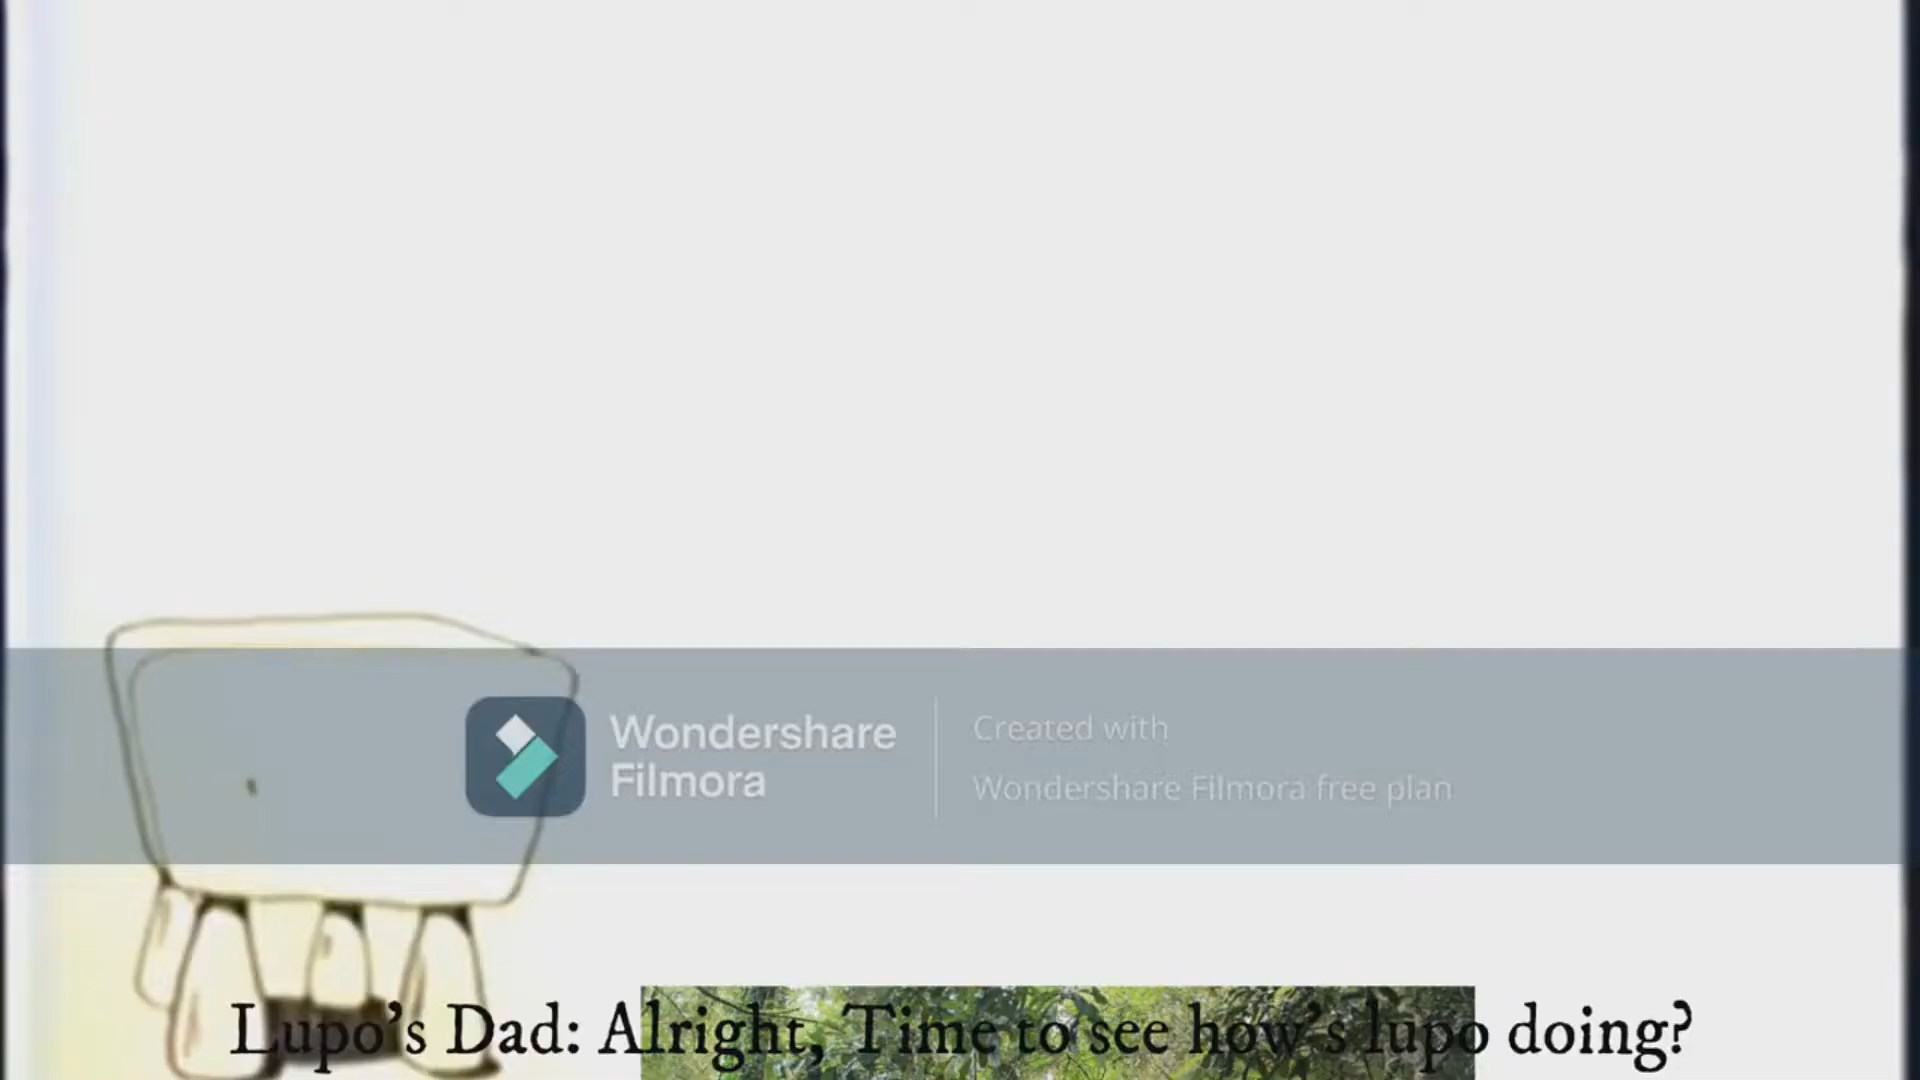 Wondershare
Filmora
Created with
Wondershare Filmora free plan
Lupo's Dad: Alright, Time to see how's lupo doing?